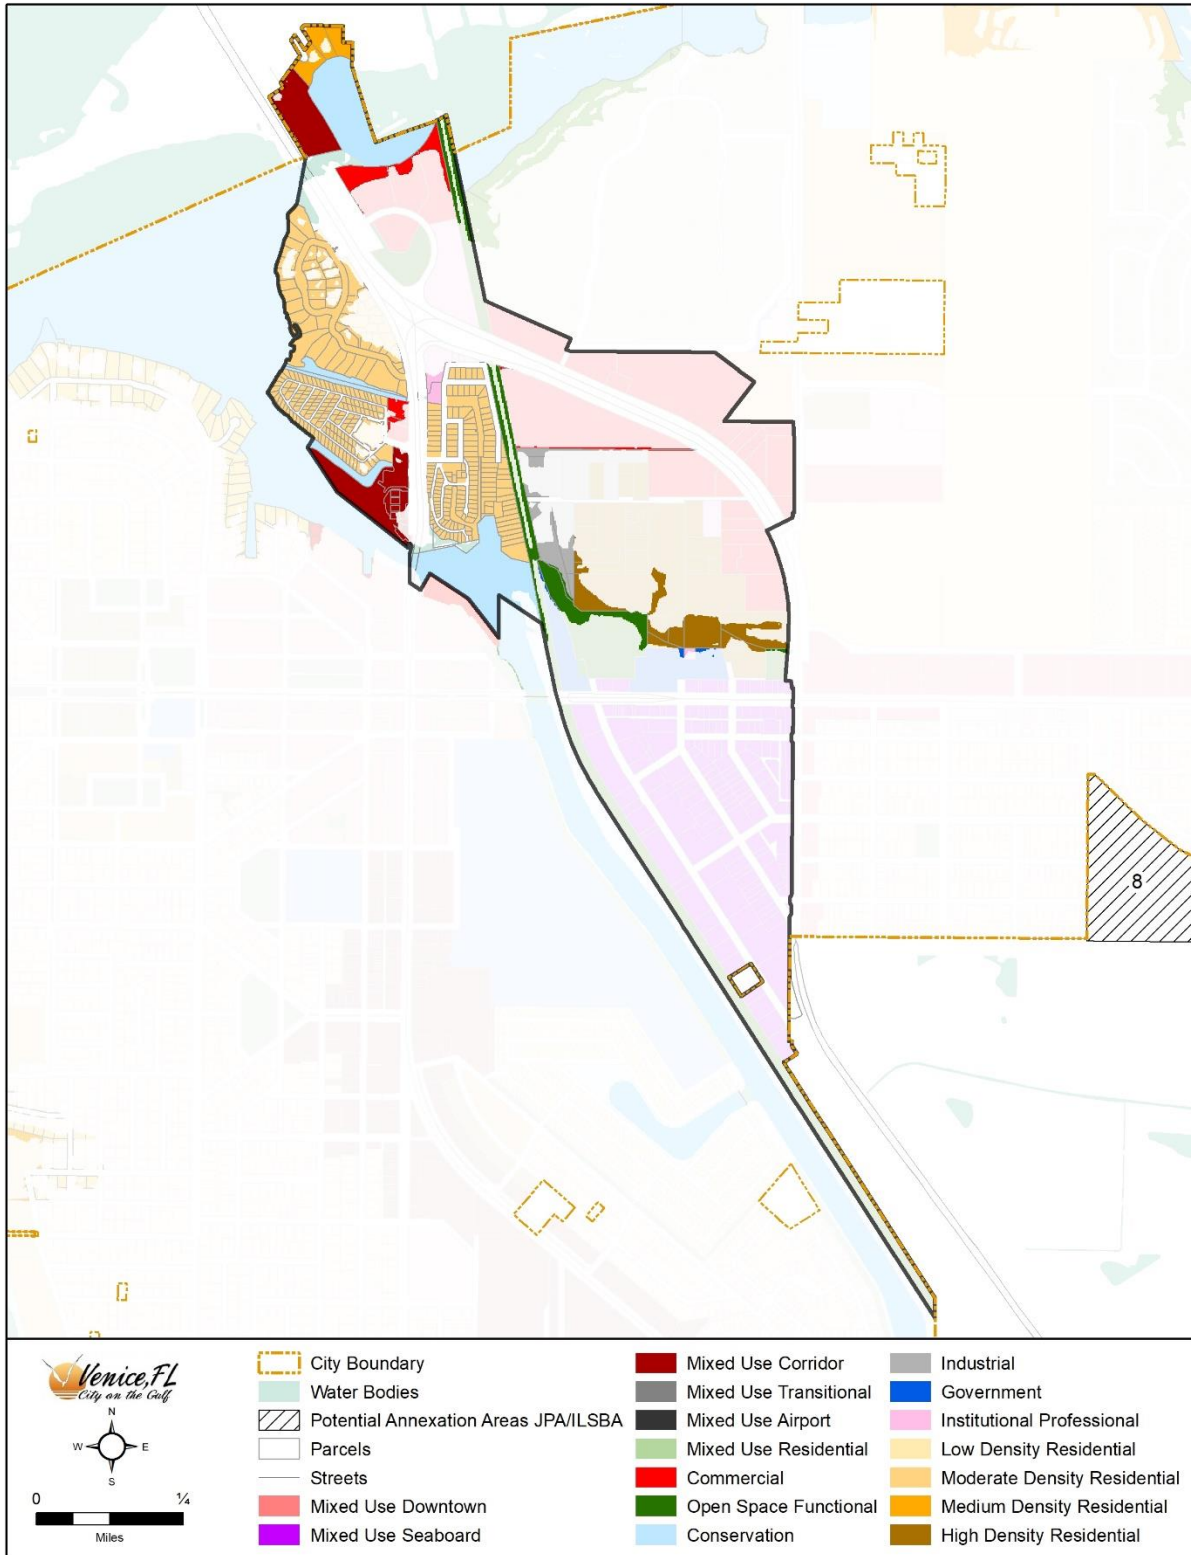 8
Venice, FL
City on the Gulf
N
W
E
S
0
¼
Miles
City Boundary
Water Bodies
Potential Annexation Areas JPA/ILSBA
Parcels
Streets
Mixed Use Downtown
Mixed Use Seaboard
Mixed Use Corridor
Mixed Use Transitional
Mixed Use Airport
Mixed Use Residential
Commercial
Open Space Functional
Conservation
Industrial
Government
Institutional Professional
Low Density Residential
Moderate Density Residential
Medium Density Residential
High Density Residential